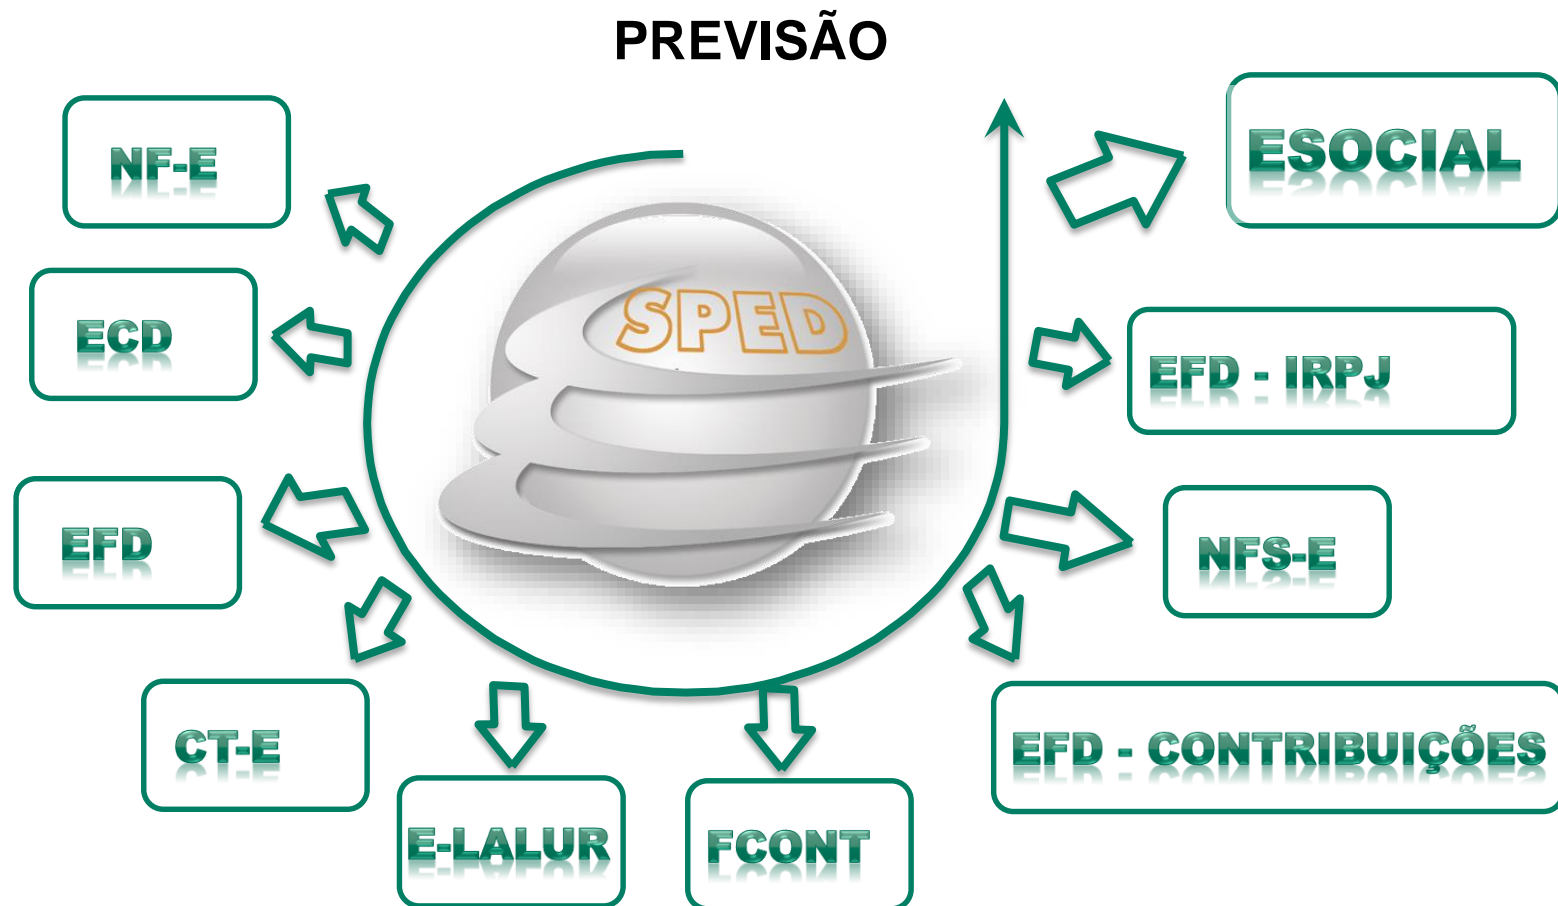 PREVISÃO
NF-E
ECD
EFD
CT-E
E-LALUR
FCONT
EFD - CONTRIBUIÇÕES
NFS-E
EFD - IRPJ
ESOCIAL
SPED